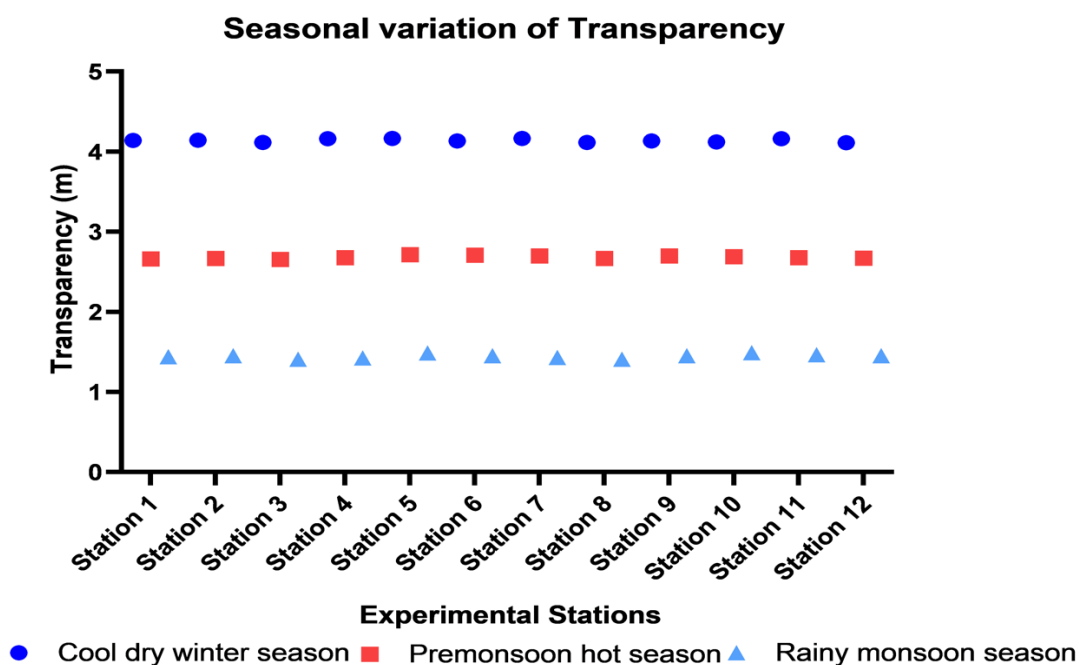 Seasonal variation of Transparency
Transparency (m)
5
4
3
2
1
0
Station 1
Station 2
Station 3
Station 4
Station 5
Station 6
Station 7
Station 8
Station 9
Station 10
Station 11
Station 12
Experimental Stations
Cool dry winter season
Premonsoon hot season
Rainy monsoon season